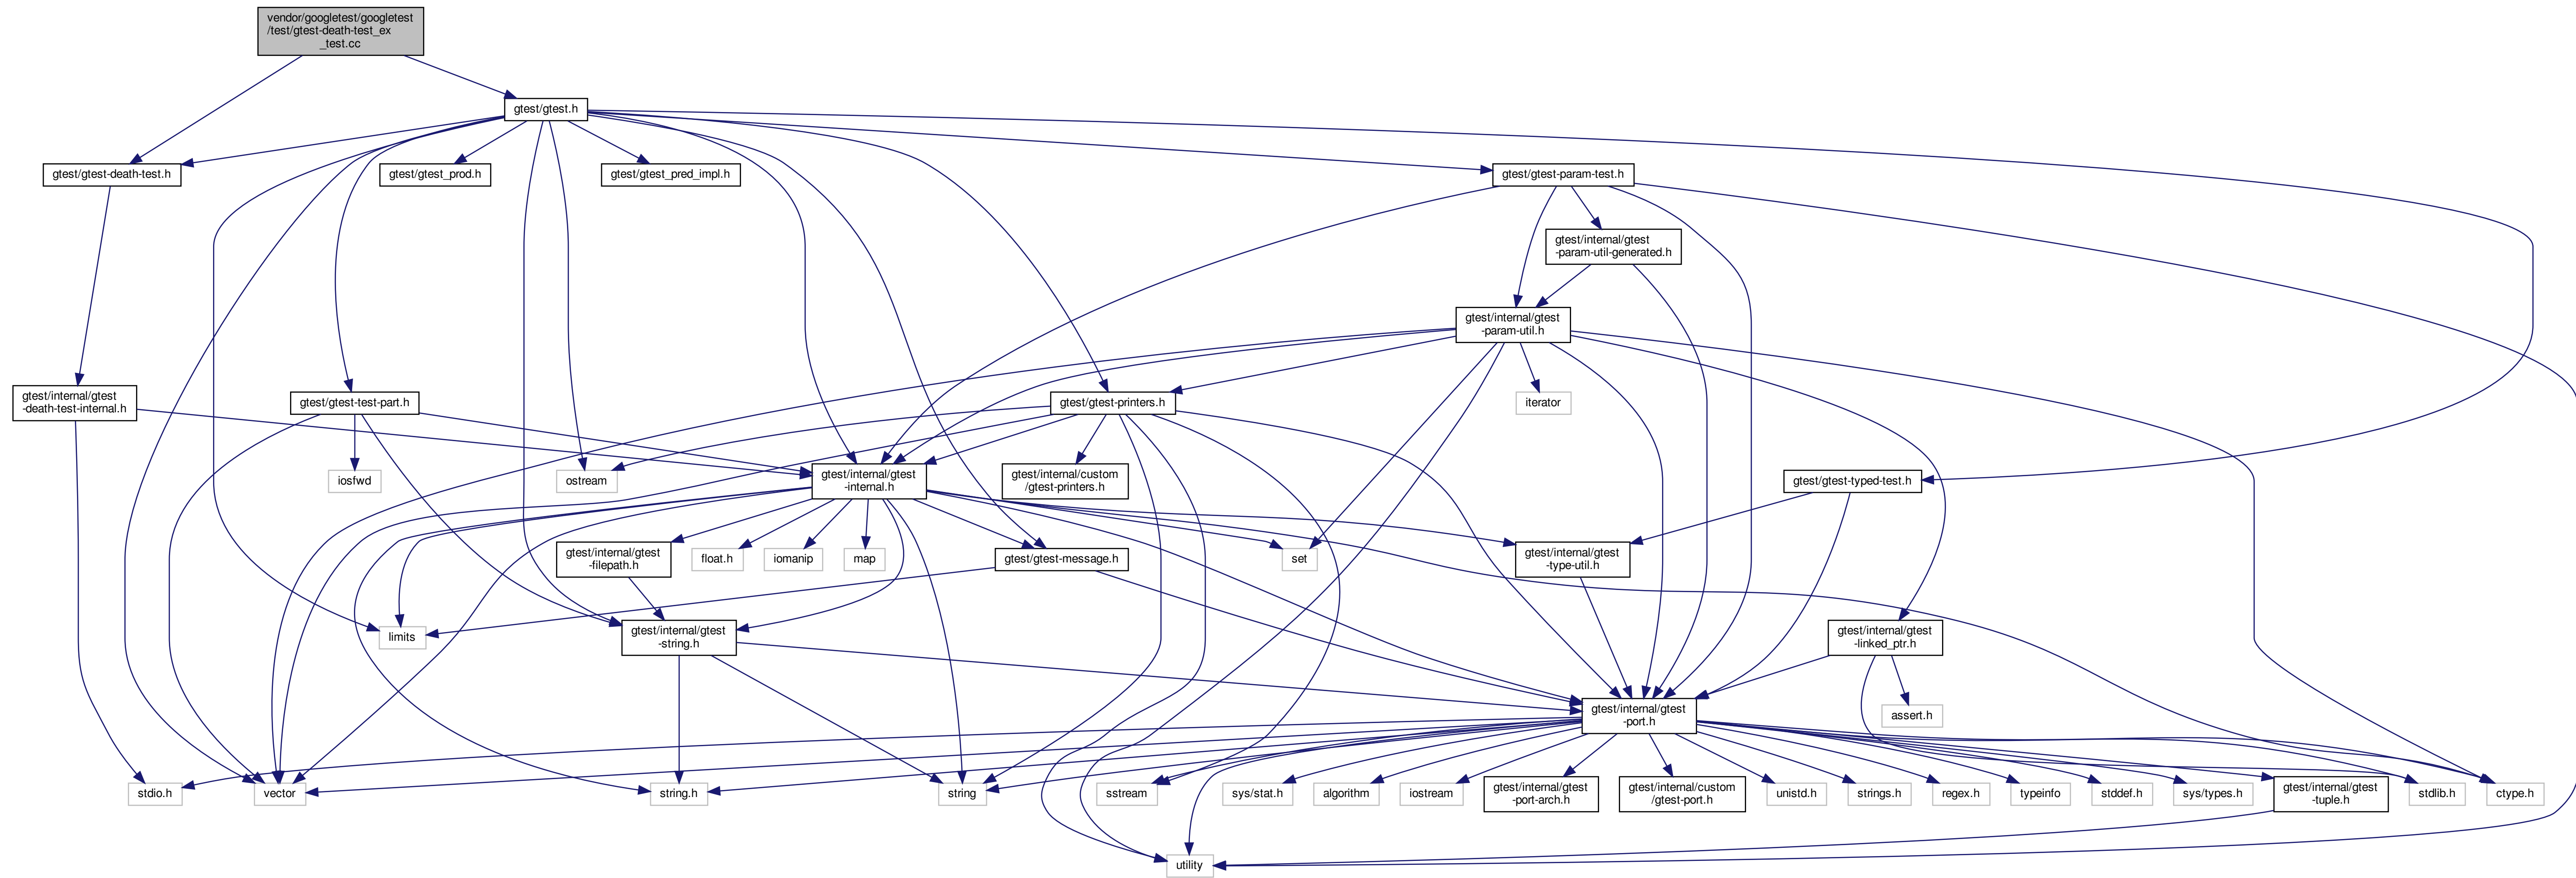 vendor/googletest/googletest
/test/gtest-death-test_ex
_test.cc
gtest/gtest.h
gtest/gtest-death-test.h
gtest/gtest_prod.h
gtest/gtest_pred_impl.h
gtest/gtest-param-test.h
gtest/internal/gtest
-param-util-generated.h
gtest/internal/gtest
-param-util.h
gtest/internal/gtest
-death-test-internal.h
gtest/gtest-test-part.h
gtest/gtest-printers.h
iterator
iosfwd
ostream
gtest/internal/gtest
-internal.h
gtest/internal/custom
/gtest-printers.h
gtest/gtest-typed-test.h
gtest/internal/gtest
-filepath.h
float.h
iomanip
map
gtest/gtest-message.h
set
gtest/internal/gtest
-type-util.h
limits
gtest/internal/gtest
-string.h
gtest/internal/gtest
-linked_ptr.h
gtest/internal/gtest
-port.h
assert.h
stdio.h
vector
string.h
string
sstream
sys/stat.h
algorithm
iostream
gtest/internal/gtest
-port-arch.h
gtest/internal/custom
/gtest-port.h
unistd.h
strings.h
regex.h
typeinfo
stddef.h
sys/types.h
gtest/internal/gtest
-tuple.h
stdlib.h
ctype.h
utility